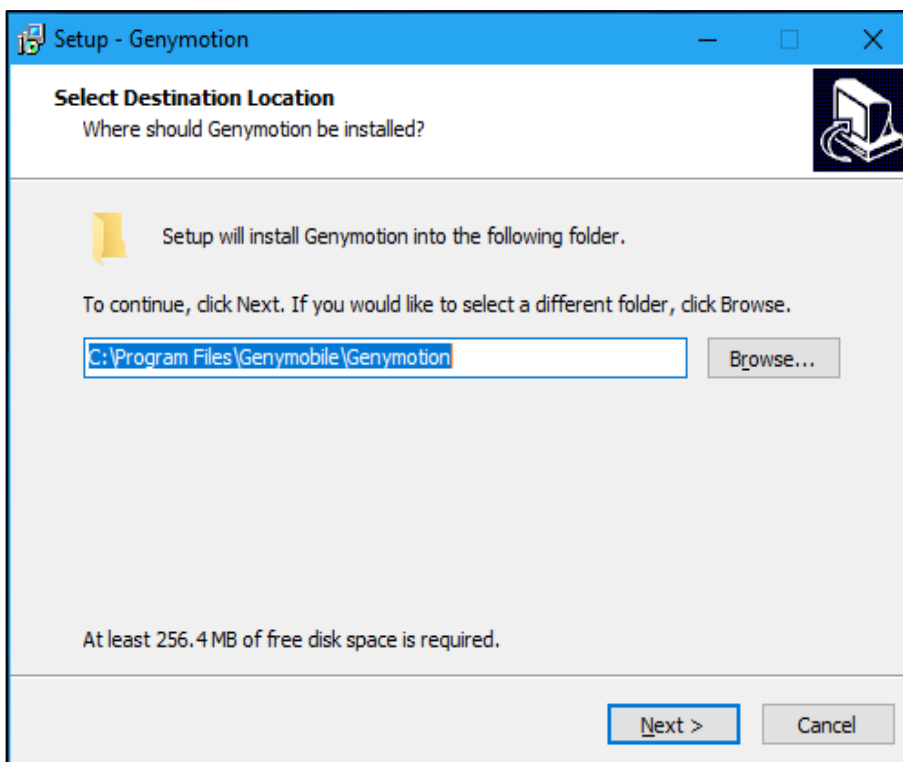 Setup - Genymotion
Select Destination Location
Where should Genymotion be installed?
Setup will install Genymotion into the following folder.
To continue, click Next. If you would like to select a different folder, click Browse.
C:\Program Files\Genymobile\Genymotion
Browse...
At least 256.4 MB of free disk space is required.
Next >
Cancel